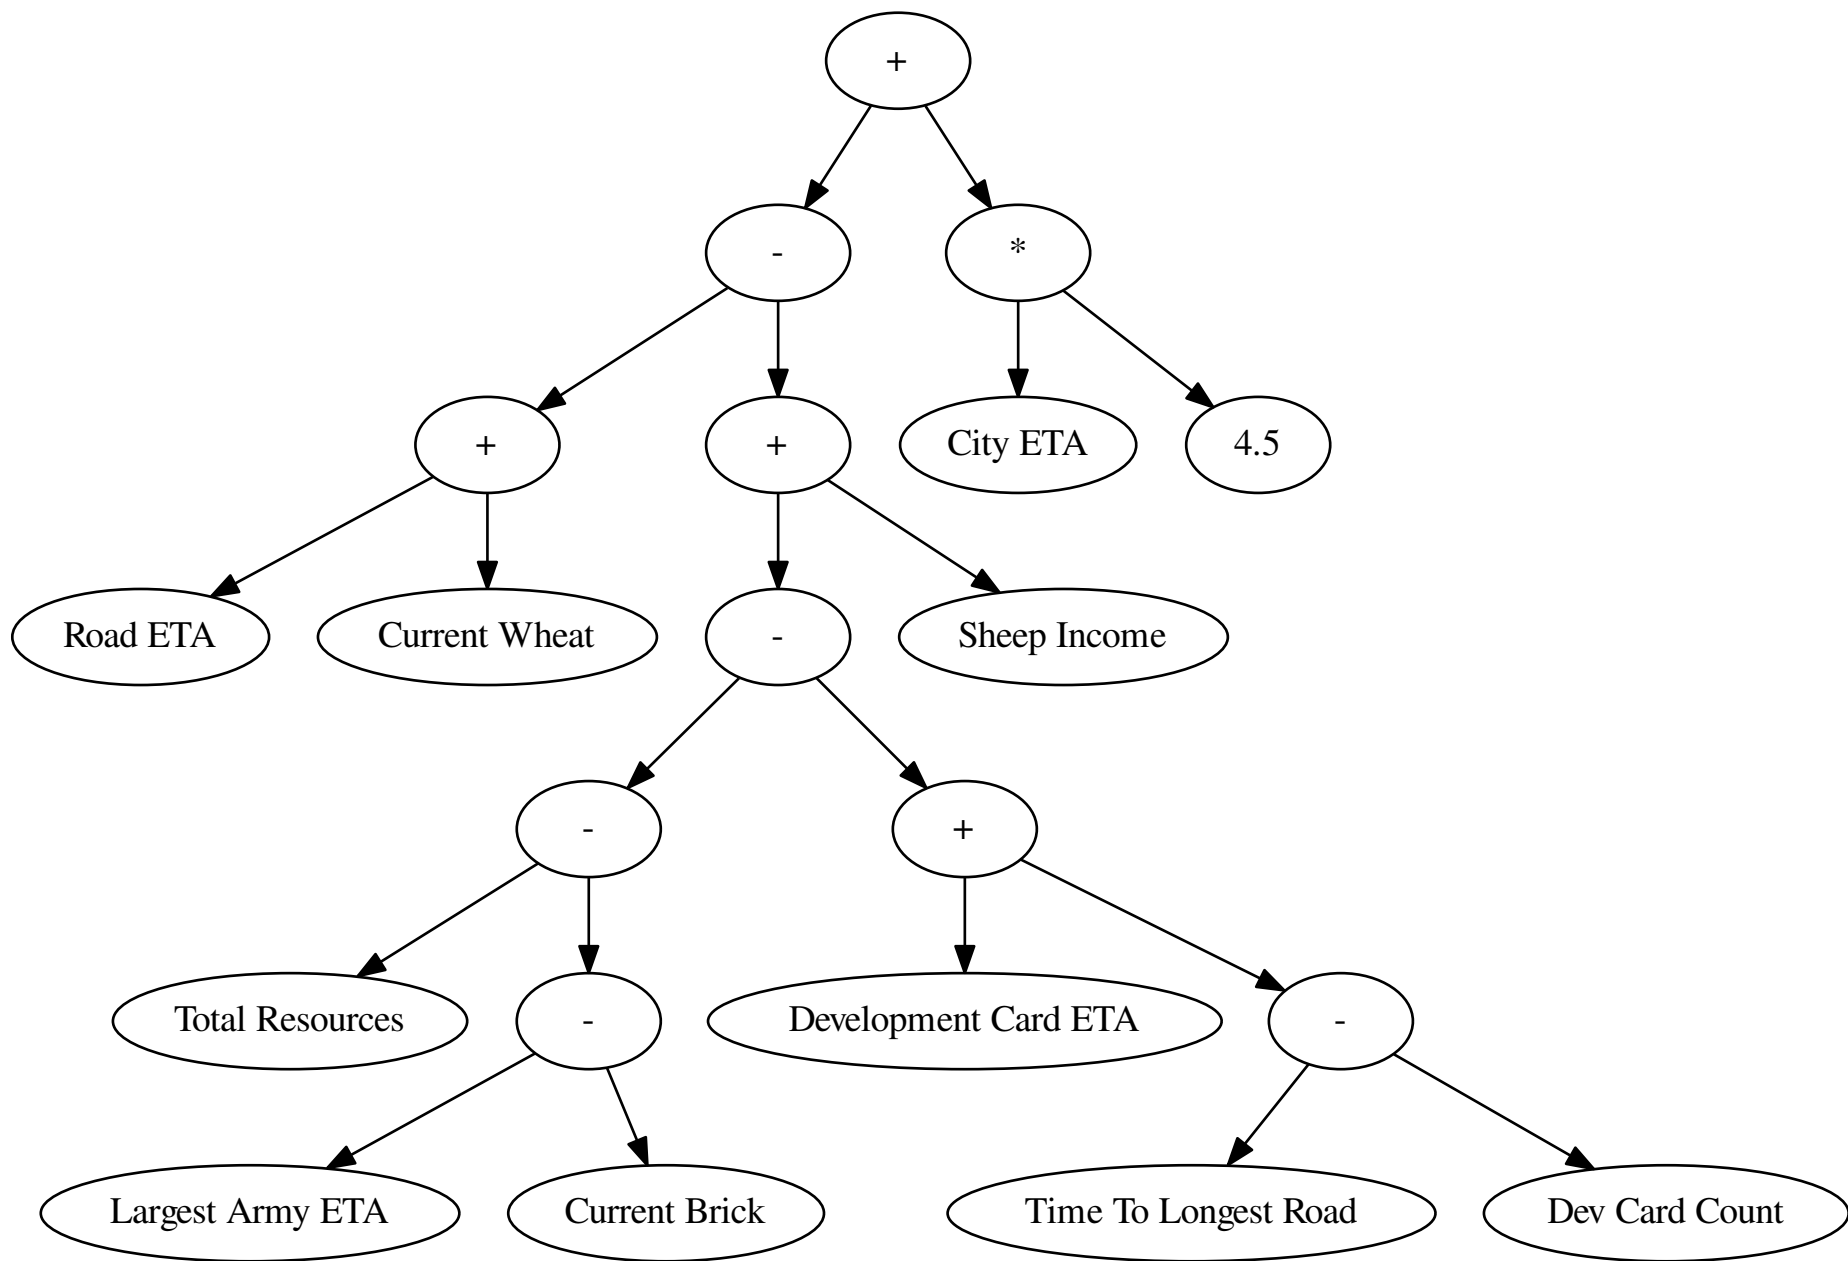 +
-
*
+
+
City ETA
4.5
Road ETA
Current Wheat
-
Sheep Income
-
+
Total Resources
-
Development Card ETA
-
Largest Army ETA
Current Brick
Time To Longest Road
Dev Card Count